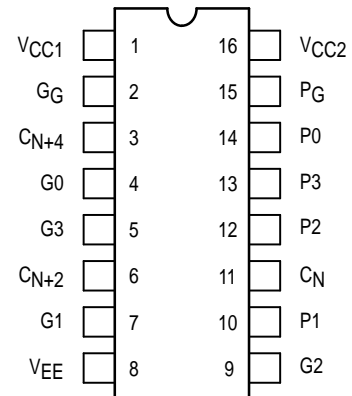 VCC1 1 16 VCC2
GG 2 15 PG
CN+4 3 14 P0
G0 4 13 P3
G3 5 12 P2
CN+2 6 11 CN
G1 7 10 P1
VEE 8 9 G2